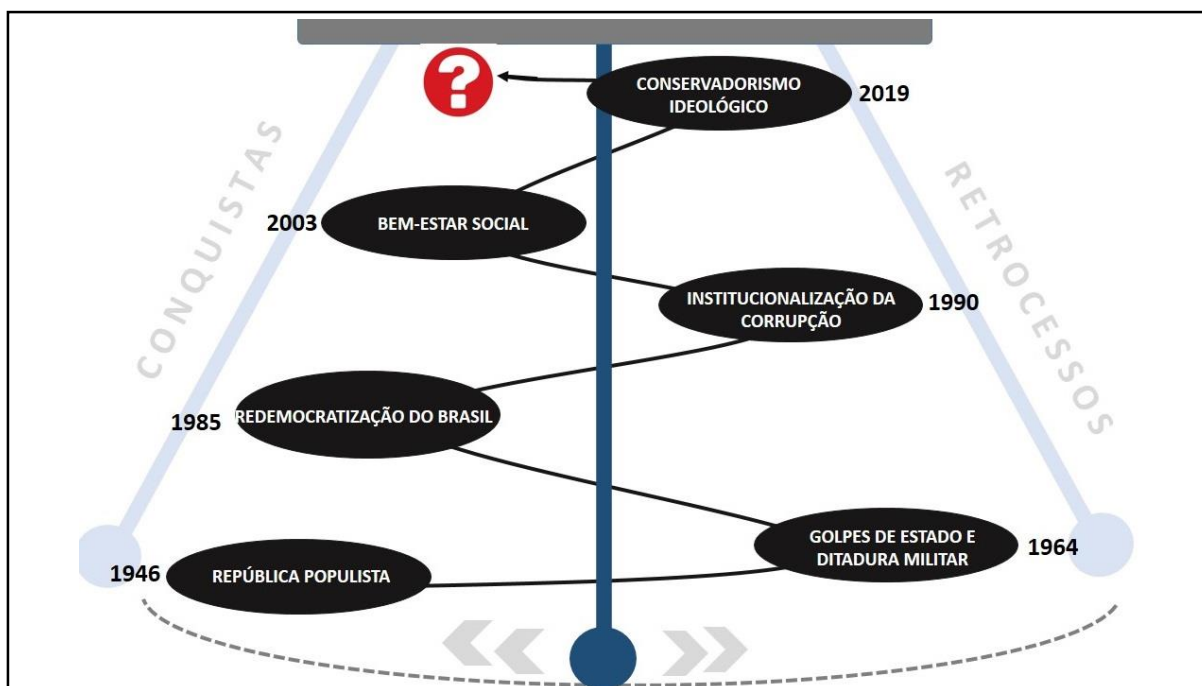 ?
CONSERVADORISMO
IDEOLÓGICO
2019
CONQUISTAS
RETROCESSOS
2003
BEM-ESTAR SOCIAL
INSTITUCIONALIZAÇÃO DA
CORRUPÇÃO
1990
1985
REDEMOCRATIZAÇÃO DO BRASIL
GOLPES DE ESTADO E
DITADURA MILITAR
1964
1946
REPÚBLICA POPULISTA